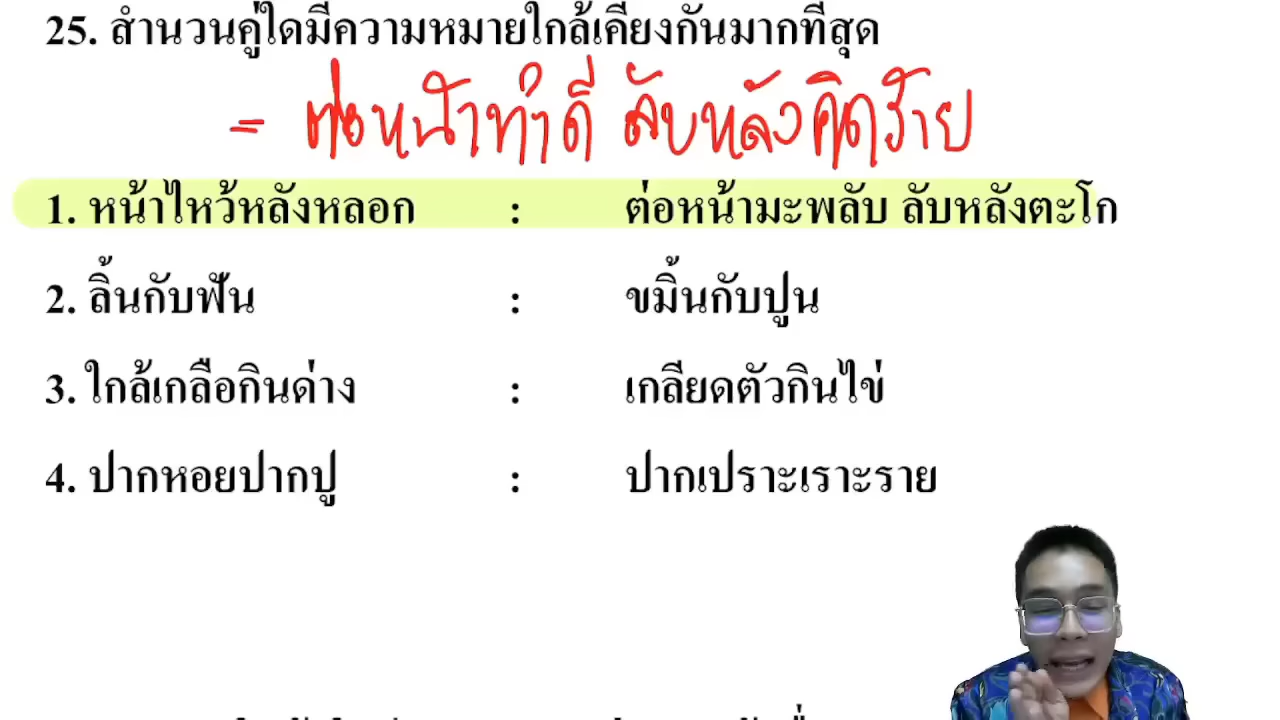 25. สำนวนคู่ใดมีความหมายใกล้เคียงกันมากที่สุด
= ต่อหน้าทำดี ลับหลังคิดร้าย
1. หน้าไหว้หลังหลอก : ต่อหน้ามะพลับ ลับหลังตะโก
2. ลิ้นกับฟัน : ขมิ้นกับปูน
3. ใกล้เกลือกินด่าง : เกลียดตัวกินไข่
4. ปากหอยปากปู : ปากเปราะเราะราย